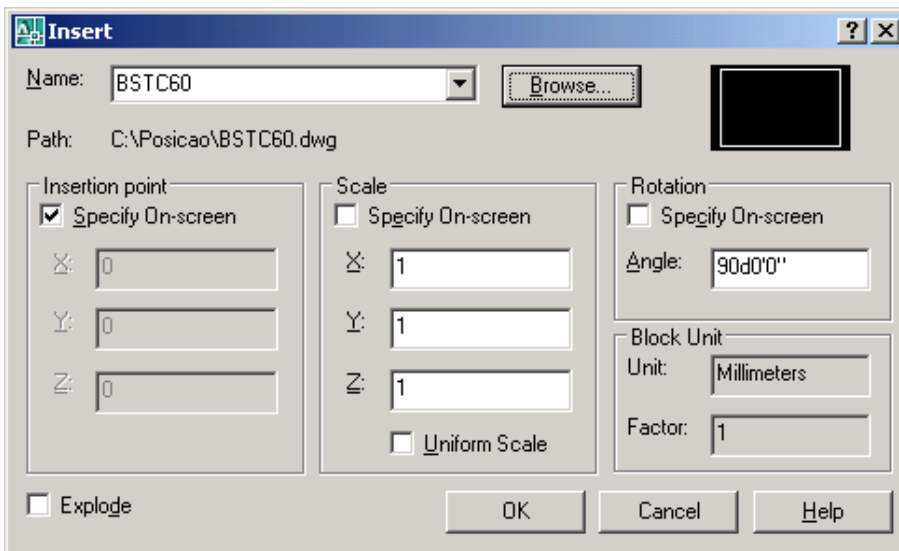 Insert
Name: BSTC60 Browse...
Path: C:\Posicao\BSTC60.dwg
Insertion point
Specify On-screen
X: 0
Y: 0
Z: 0
Scale
Specify On-screen
X: 1
Y: 1
Z: 1
Uniform Scale
Rotation
Specify On-screen
Angle: 90d0'0"
Block Unit
Unit: Millimeters
Factor: 1
Explode
OK Cancel Help